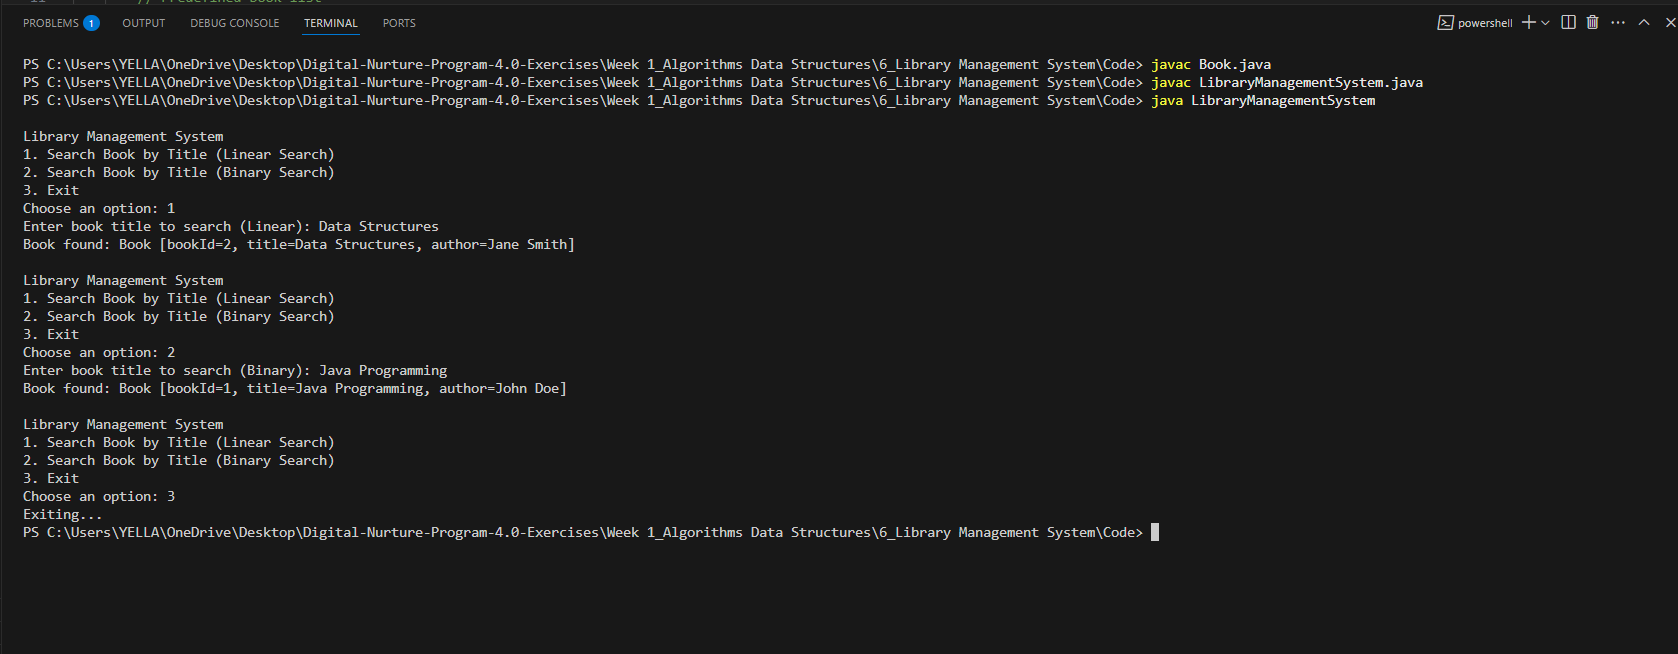 11 // Predefined book list
PROBLEMS 1 OUTPUT DEBUG CONSOLE TERMINAL PORTS powershell
PS C:\Users\YELLA\OneDrive\Desktop\Digital-Nurture-Program-4.0-Exercises\Week 1_Algorithms Data Structures\6_Library Management System\Code> javac Book.java
PS C:\Users\YELLA\OneDrive\Desktop\Digital-Nurture-Program-4.0-Exercises\Week 1_Algorithms Data Structures\6_Library Management System\Code> javac LibraryManagementSystem.java
PS C:\Users\YELLA\OneDrive\Desktop\Digital-Nurture-Program-4.0-Exercises\Week 1_Algorithms Data Structures\6_Library Management System\Code> java LibraryManagementSystem
Library Management System
1. Search Book by Title (Linear Search)
2. Search Book by Title (Binary Search)
3. Exit
Choose an option: 1
Enter book title to search (Linear): Data Structures
Book found: Book [bookId=2, title=Data Structures, author=Jane Smith]
Library Management System
1. Search Book by Title (Linear Search)
2. Search Book by Title (Binary Search)
3. Exit
Choose an option: 2
Enter book title to search (Binary): Java Programming
Book found: Book [bookId=1, title=Java Programming, author=John Doe]
Library Management System
1. Search Book by Title (Linear Search)
2. Search Book by Title (Binary Search)
3. Exit
Choose an option: 3
Exiting...
PS C:\Users\YELLA\OneDrive\Desktop\Digital-Nurture-Program-4.0-Exercises\Week 1_Algorithms Data Structures\6_Library Management System\Code>